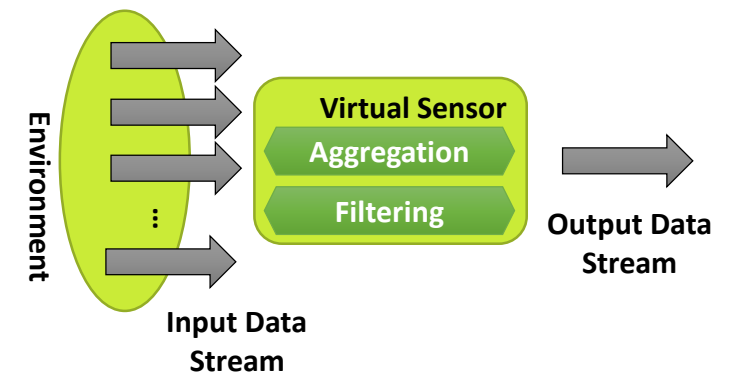 Environment
...
Virtual Sensor
Aggregation
Filtering
Input Data
Stream
Output Data
Stream